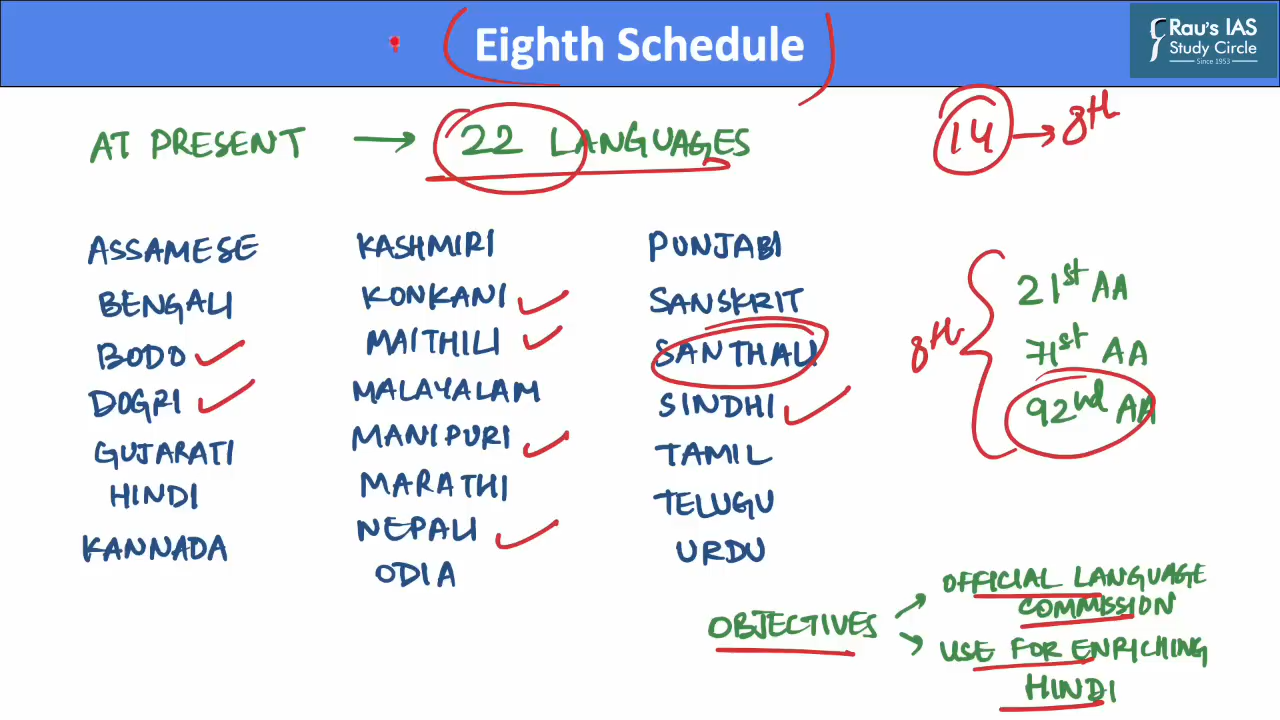 Eighth Schedule
Rau's IAS
Study Circle
Since 1953
AT PRESENT → 22 LANGUAGES
14 → 8th
ASSAMESE
BENGALI
BODO
DOGRI
GUJARATI
HINDI
KANNADA
KASHMIRI
KONKANI
MAITHILI
MALAYALAM
MANIPURI
MARATHI
NEPALI
ODIA
PUNJABI
SANSKRIT
SANTHALI
SINDHI
TAMIL
TELUGU
URDU
8th
21st AA
71st AA
92nd AA
OBJECTIVES
OFFICIAL LANGUAGE
COMMISSION
USE FOR ENRICHING
HINDI